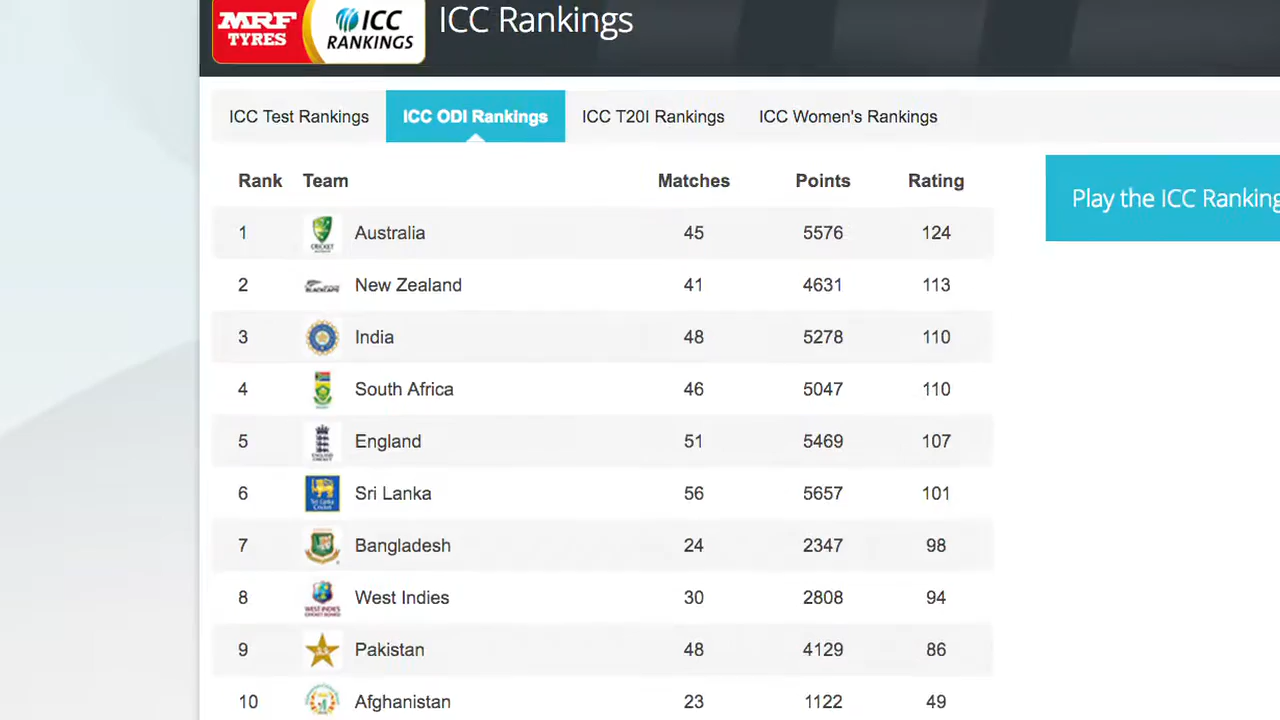 MRF TYRES ICC RANKINGS ICC Rankings
ICC Test Rankings ICC ODI Rankings ICC T20I Rankings ICC Women's Rankings
Rank Team Matches Points Rating
Play the ICC Ranking
1 Australia 45 5576 124
2 New Zealand 41 4631 113
3 India 48 5278 110
4 South Africa 46 5047 110
5 England 51 5469 107
6 Sri Lanka 56 5657 101
7 Bangladesh 24 2347 98
8 West Indies 30 2808 94
9 Pakistan 48 4129 86
10 Afghanistan 23 1122 49